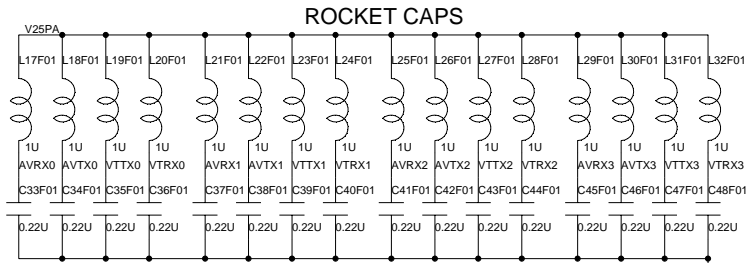 ROCKET CAPS
V25PA
L17F01 L18F01 L19F01 L20F01 L21F01 L22F01 L23F01 L24F01 L25F01 L26F01 L27F01 L28F01 L29F01 L30F01 L31F01 L32F01
1U 1U 1U 1U 1U 1U 1U 1U 1U 1U 1U 1U 1U 1U 1U 1U
AVRX0 AVTX0 VTTX0 VTRX0 AVRX1 AVTX1 VTTX1 VTRX1 AVRX2 AVTX2 VTTX2 VTRX2 AVRX3 AVTX3 VTTX3 VTRX3
C33F01 C34F01 C35F01 C36F01 C37F01 C38F01 C39F01 C40F01 C41F01 C42F01 C43F01 C44F01 C45F01 C46F01 C47F01 C48F01
0.22U 0.22U 0.22U 0.22U 0.22U 0.22U 0.22U 0.22U 0.22U 0.22U 0.22U 0.22U 0.22U 0.22U 0.22U 0.22U